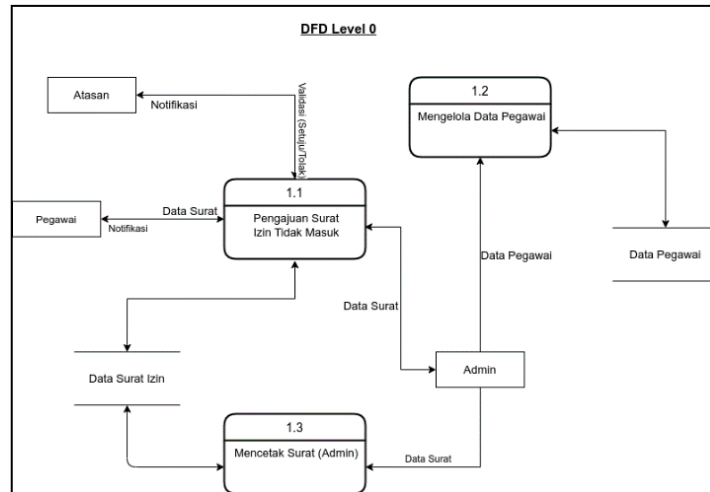 DFD Level 0
Atasan
Notifikasi
Validasi (Setuju/Tolak)
1.2
Mengelola Data Pegawai
1.1
Pengajuan Surat
Izin Tidak Masuk
Pegawai
Data Surat
Notifikasi
Data Pegawai
Data Pegawai
Data Surat
Admin
Data Surat Izin
1.3
Mencetak Surat (Admin)
Data Surat